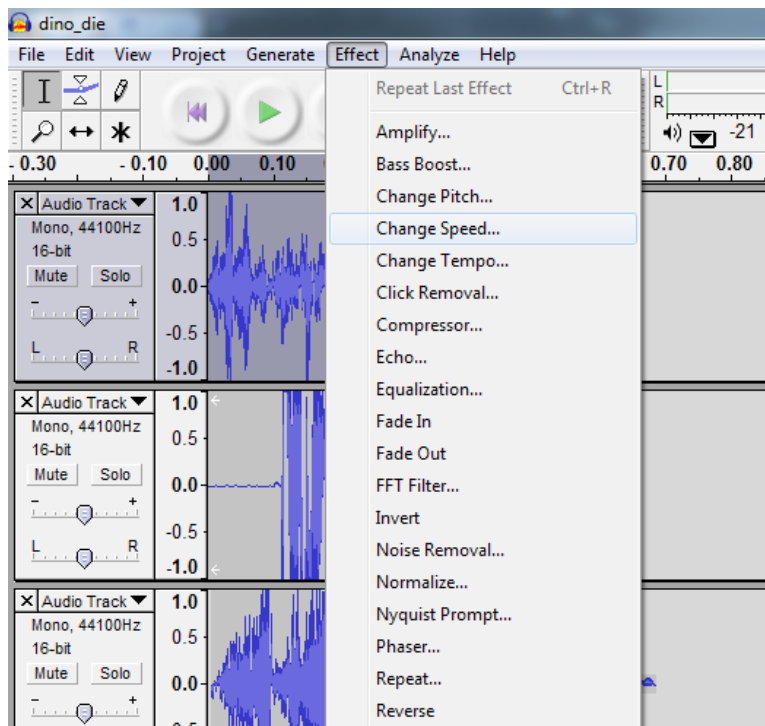 dino_die
File Edit View Project Generate Effect Analyze Help
Repeat Last Effect Ctrl+R
L
R
-21
- 0.30 - 0.10 0.00 0.10 0.70 0.80
Amplify...
Bass Boost...
Change Pitch...
Change Speed...
Change Tempo...
Click Removal...
Compressor...
Echo...
Equalization...
Fade In
Fade Out
FFT Filter...
Invert
Noise Removal...
Normalize...
Nyquist Prompt...
Phaser...
Repeat...
Reverse
X Audio Track
Mono, 44100Hz
16-bit
Mute Solo
- +
L R
1.0
0.5
0.0
-0.5
-1.0
X Audio Track
Mono, 44100Hz
16-bit
Mute Solo
- +
L R
1.0
0.5
0.0
-0.5
-1.0
X Audio Track
Mono, 44100Hz
16-bit
Mute Solo
- +
1.0
0.5
0.0